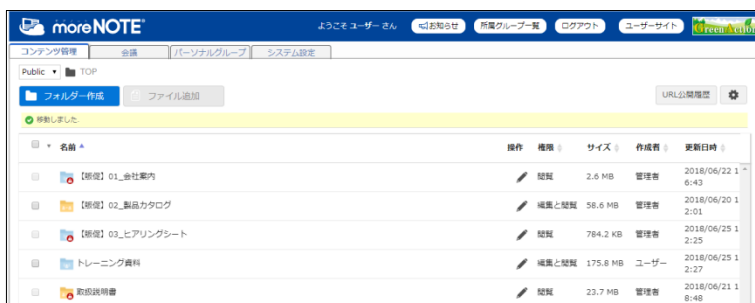 moreNOTE ようこそ ユーザー さん お知らせ 所属グループ一覧 ログアウト ユーザーサイト Green Action
コンテンツ管理 会議 パーソナルグループ システム設定
Public TOP
フォルダー作成 ファイル追加 URL公開履歴
移動しました.
名前 操作 権限 サイズ 作成者 更新日時
【販促】01_会社案内 閲覧 2.6 MB 管理者 2018/06/22 1
6:43
【販促】02_製品カタログ 編集と閲覧 58.6 MB 管理者 2018/06/20 1
2:01
【販促】03_ヒアリングシート 閲覧 784.2 KB 管理者 2018/06/25 1
2:25
トレーニング資料 編集と閲覧 175.8 MB ユーザー 2018/06/25 1
2:27
取扱説明書 閲覧 23.7 MB 管理者 2018/06/21 1
8:48